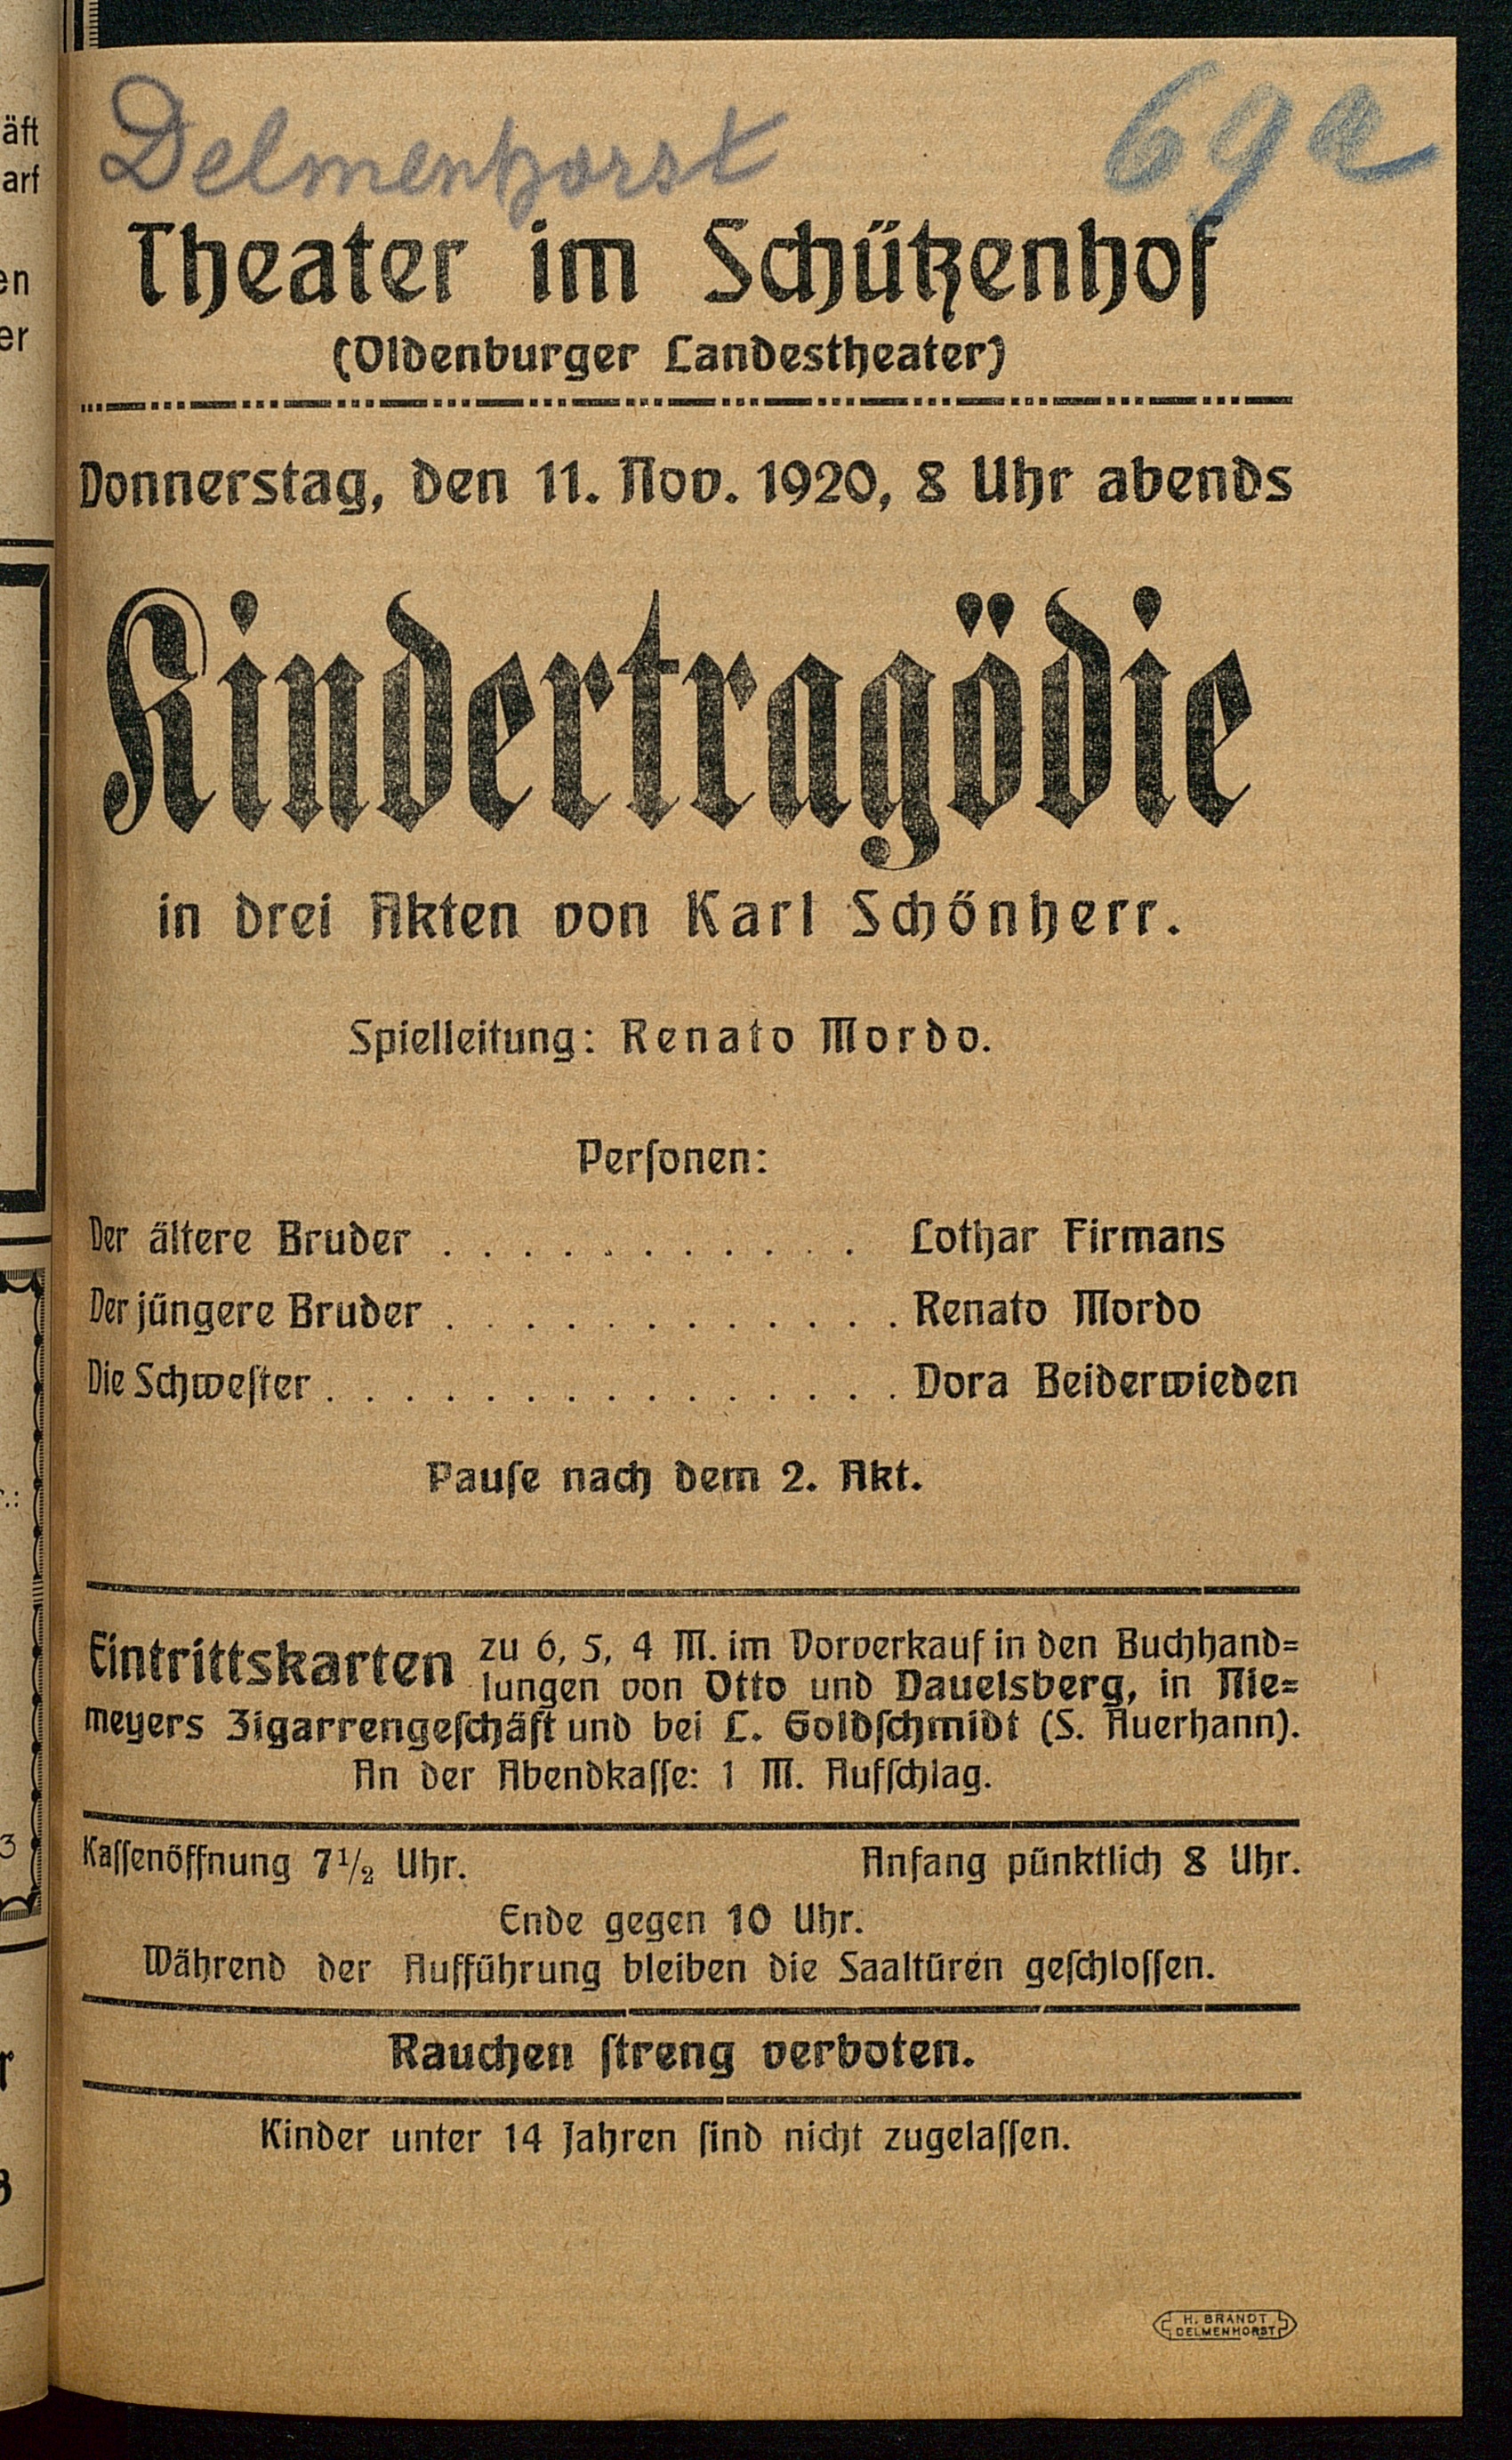 Delmenhorst 69a
Theater im Schützenhof
(Oldenburger Landestheater)
Donnerstag, den 11. Nov. 1920, 8 Uhr abends
Kindertragödie
in drei Akten von Karl Schönherr.
Spielleitung: Renato Mordo.
Perſonen:
Der ältere Bruder . . . . . . . . . . . Lothar Firmans
Der jüngere Bruder . . . . . . . . . . . . Renato Mordo
Die Schweſter . . . . . . . . . . . . . . . Dora Beiderwieden
Pauſe nach dem 2. Akt.
Eintrittskarten zu 6, 5, 4 M. im Vorverkauf in den Buchhand-
lungen von Otto und Dauelsberg, in Nie-
meyers Zigarrengeſchäft und bei L. Goldſchmidt (S. Auerhann).
An der Abendkaſſe: 1 M. Aufſchlag.
Kaſſenöffnung 7½ Uhr. Anfang pünktlich 8 Uhr.
Ende gegen 10 Uhr.
Während der Aufführung bleiben die Saaltüren geſchloſſen.
Rauchen ſtreng verboten.
Kinder unter 14 Jahren ſind nicht zugelaſſen.
H. BRANDT
DELMENHORST
äft
arf
en
er